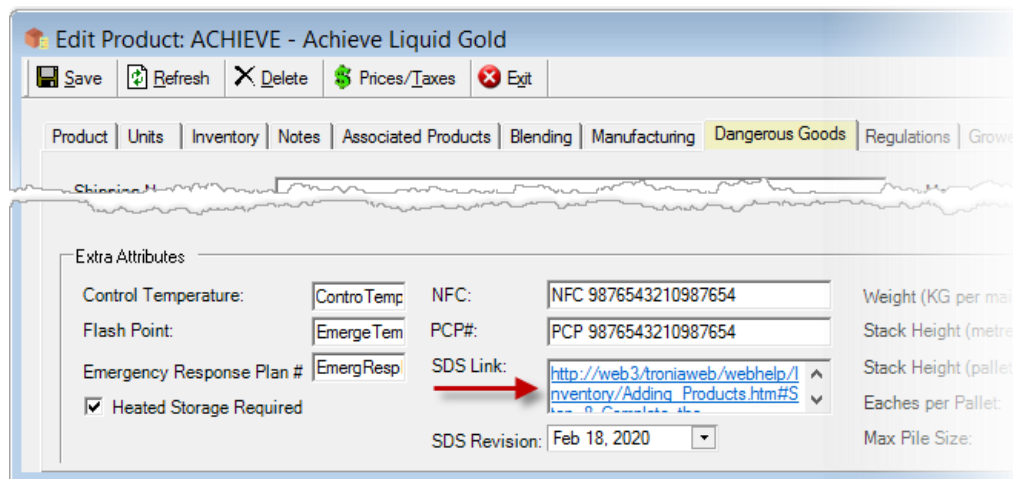 Edit Product: ACHIEVE - Achieve Liquid Gold
Save Refresh Delete Prices/Taxes Exit
Product Units Inventory Notes Associated Products Blending Manufacturing Dangerous Goods Regulations Growe
Extra Attributes
Control Temperature: ControTemp NFC: NFC 9876543210987654 Weight (KG per mai
Flash Point: EmergeTem PCP#: PCP 9876543210987654 Stack Height (metre
Emergency Response Plan # EmergResp SDS Link: http://web3/troniaweb/webhelp/I Stack Height (pallet
nventory/Adding_Products.htm#S
Heated Storage Required Eaches per Pallet:
SDS Revision: Feb 18, 2020 Max Pile Size: